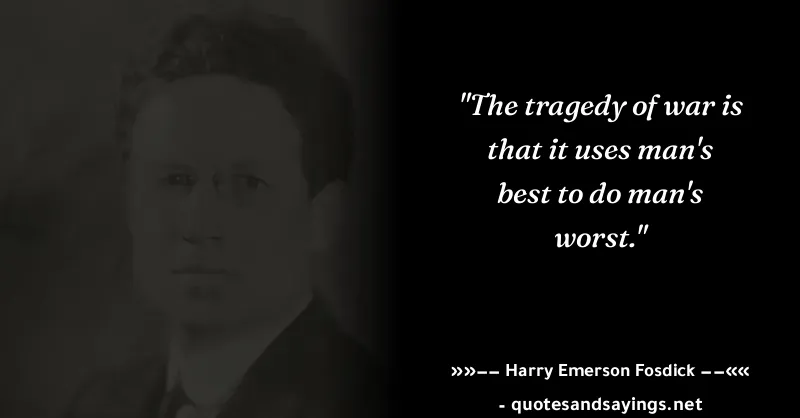 "The tragedy of war is
that it uses man's
best to do man's
worst."
»»−− Harry Emerson Fosdick −−««
- quotesandsayings.net